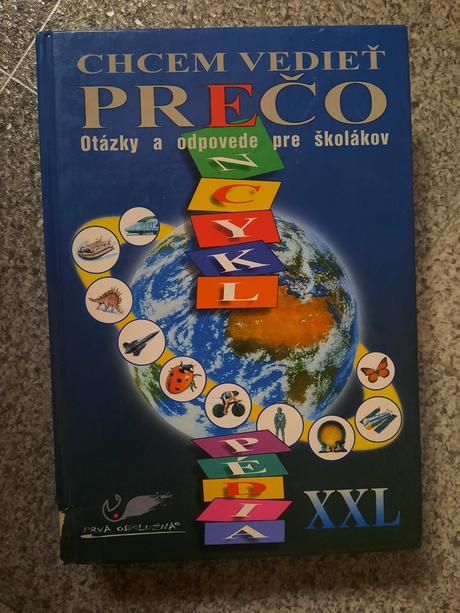 CHCEM VEDIEŤ
PREČO
Otázky a odpovede pre školákov
N
C
Y
K
L
P
É
D
I
A
XXL
PRVÁ OBSLUŽNÁ